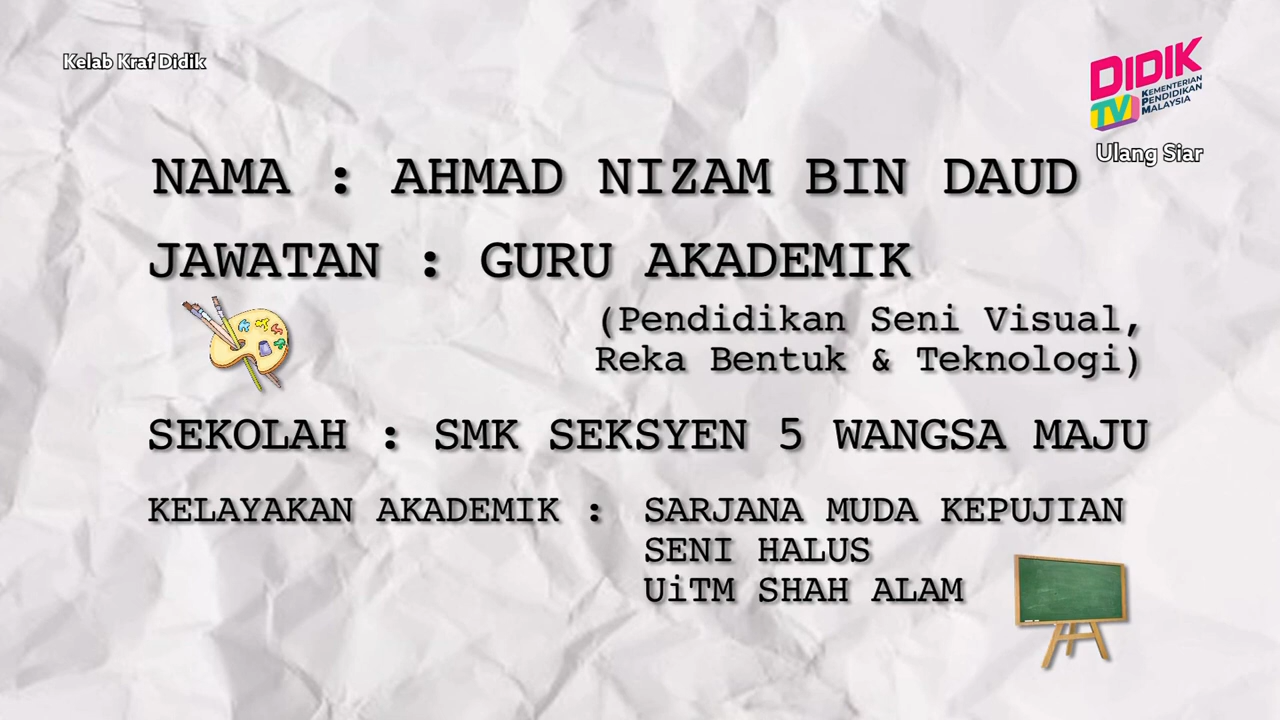 Kelab Kraf Didik
DIDIK
TV
KEMENTERIAN
PENDIDIKAN
MALAYSIA
Ulang Siar
NAMA : AHMAD NIZAM BIN DAUD
JAWATAN : GURU AKADEMIK
(Pendidikan Seni Visual,
Reka Bentuk & Teknologi)
SEKOLAH : SMK SEKSYEN 5 WANGSA MAJU
KELAYAKAN AKADEMIK : SARJANA MUDA KEPUJIAN
SENI HALUS
UiTM SHAH ALAM